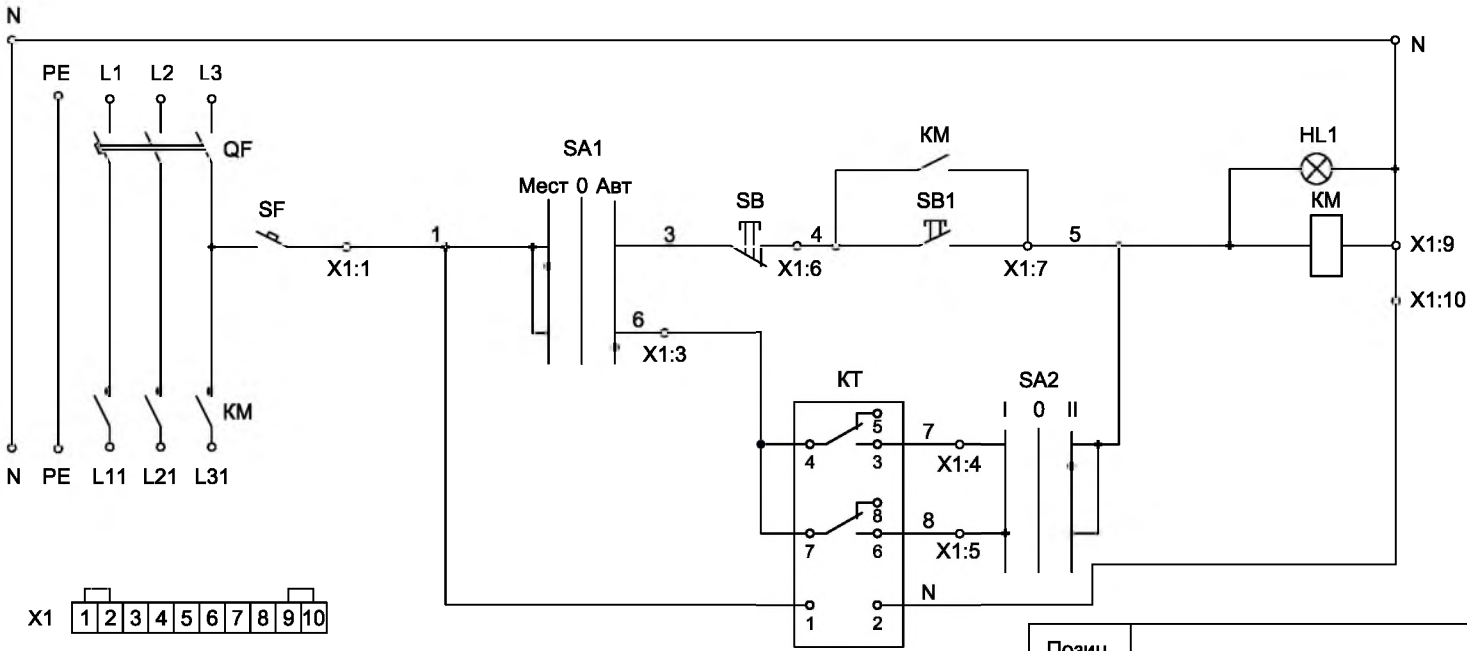 N
N
PE L1 L2 L3
QF
SA1
Мест 0 Авт
KM
HL1
SF
SB
SB1
KM
1
3
4
5
X1:1
X1:6
X1:7
X1:9
X1:10
6
X1:3
KT
SA2
I 0 II
KM
5
7
4
3
X1:4
N PE L11 L21 L31
8
8
7
6
X1:5
N
1
2
X1 1 2 3 4 5 6 7 8 9 10
Позиц